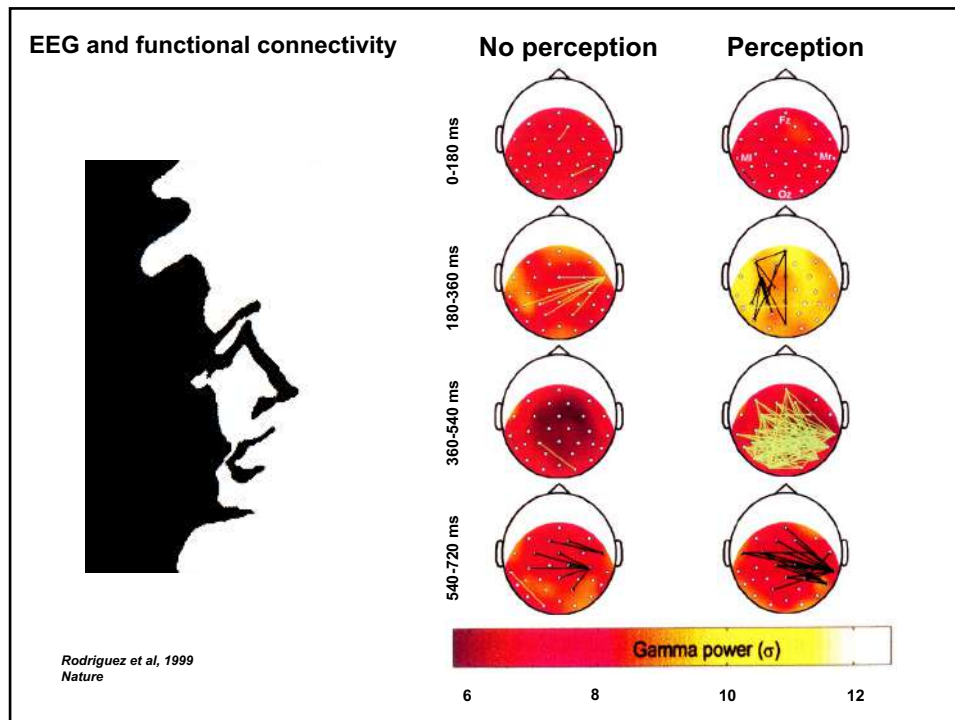 EEG and functional connectivity
No perception Perception
0-180 ms
Fz
Ml Mr
Oz
180-360 ms
360-540 ms
540-720 ms
Gamma power (σ)
6 8 10 12
Rodriguez et al, 1999
Nature